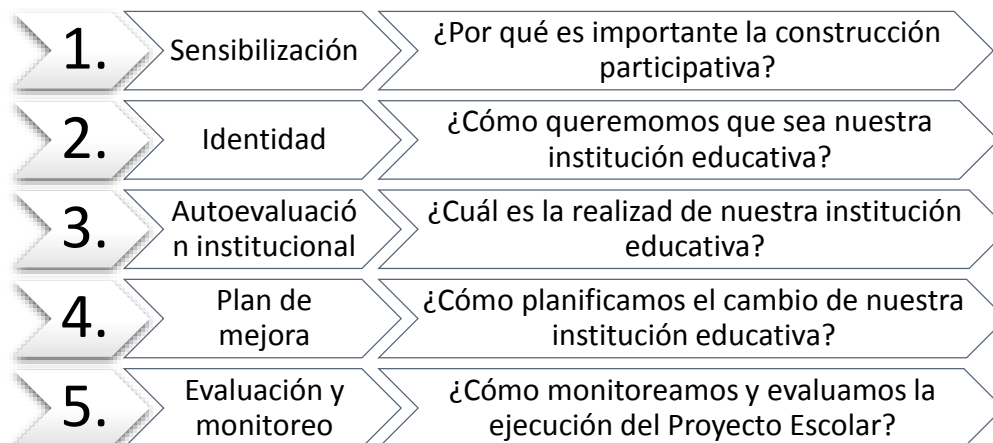 1.
Sensibilización
¿Por qué es importante la construcción
participativa?
2.
Identidad
¿Cómo queremomos que sea nuestra
institución educativa?
3.
Autoevaluació
n institucional
¿Cuál es la realizad de nuestra institución
educativa?
4.
Plan de
mejora
¿Cómo planificamos el cambio de nuestra
institución educativa?
5.
Evaluación y
monitoreo
¿Cómo monitoreamos y evaluamos la
ejecución del Proyecto Escolar?